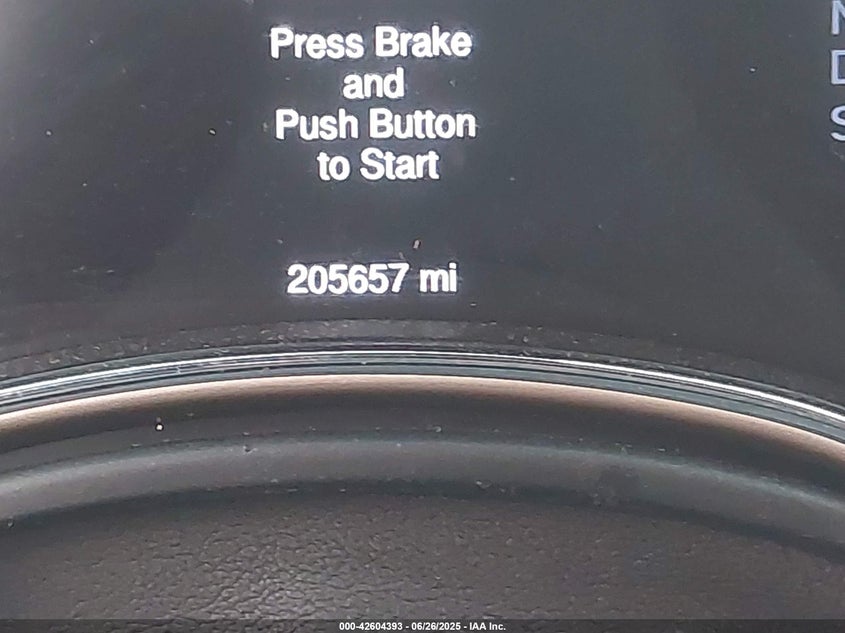 Press Brake
and
Push Button
to Start
205657 mi
000-42604393 - 06/26/2025 - IAA Inc.